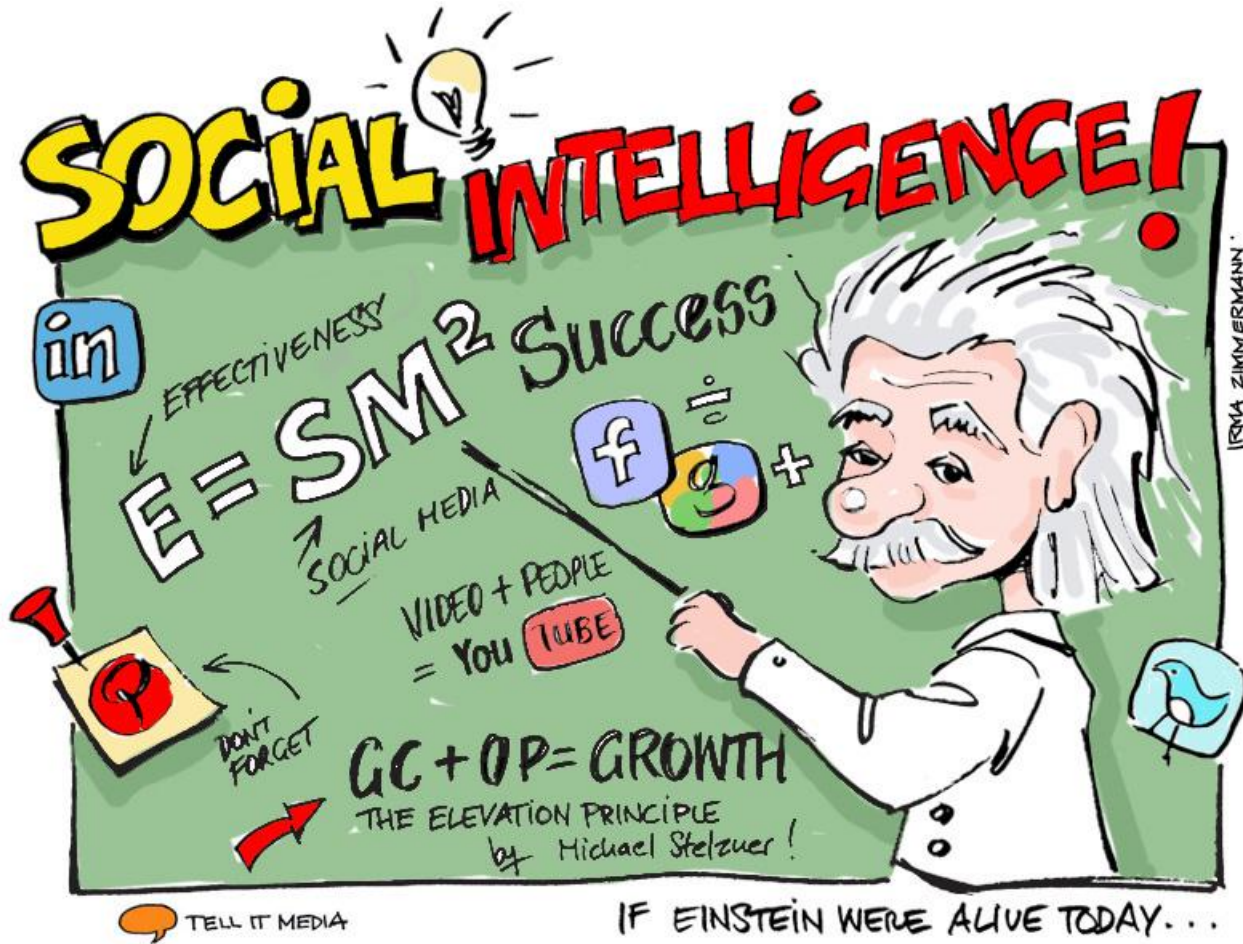 SOCiAL INTELLiGENCE!
in
EFFECTiVENESS
E = SM² Success
f ÷
g +
SOCiAL MEDIA
VIDEO + PEOPLE
= YOU TUBE
DON'T
FORGET
GC + OP = GROWTH
THE ELEVATION PRINCIPLE
by Michael Stelzner!
IRMA ZIMMERMANN.
TELL IT MEDIA
IF EINSTEIN WERE ALIVE TODAY...